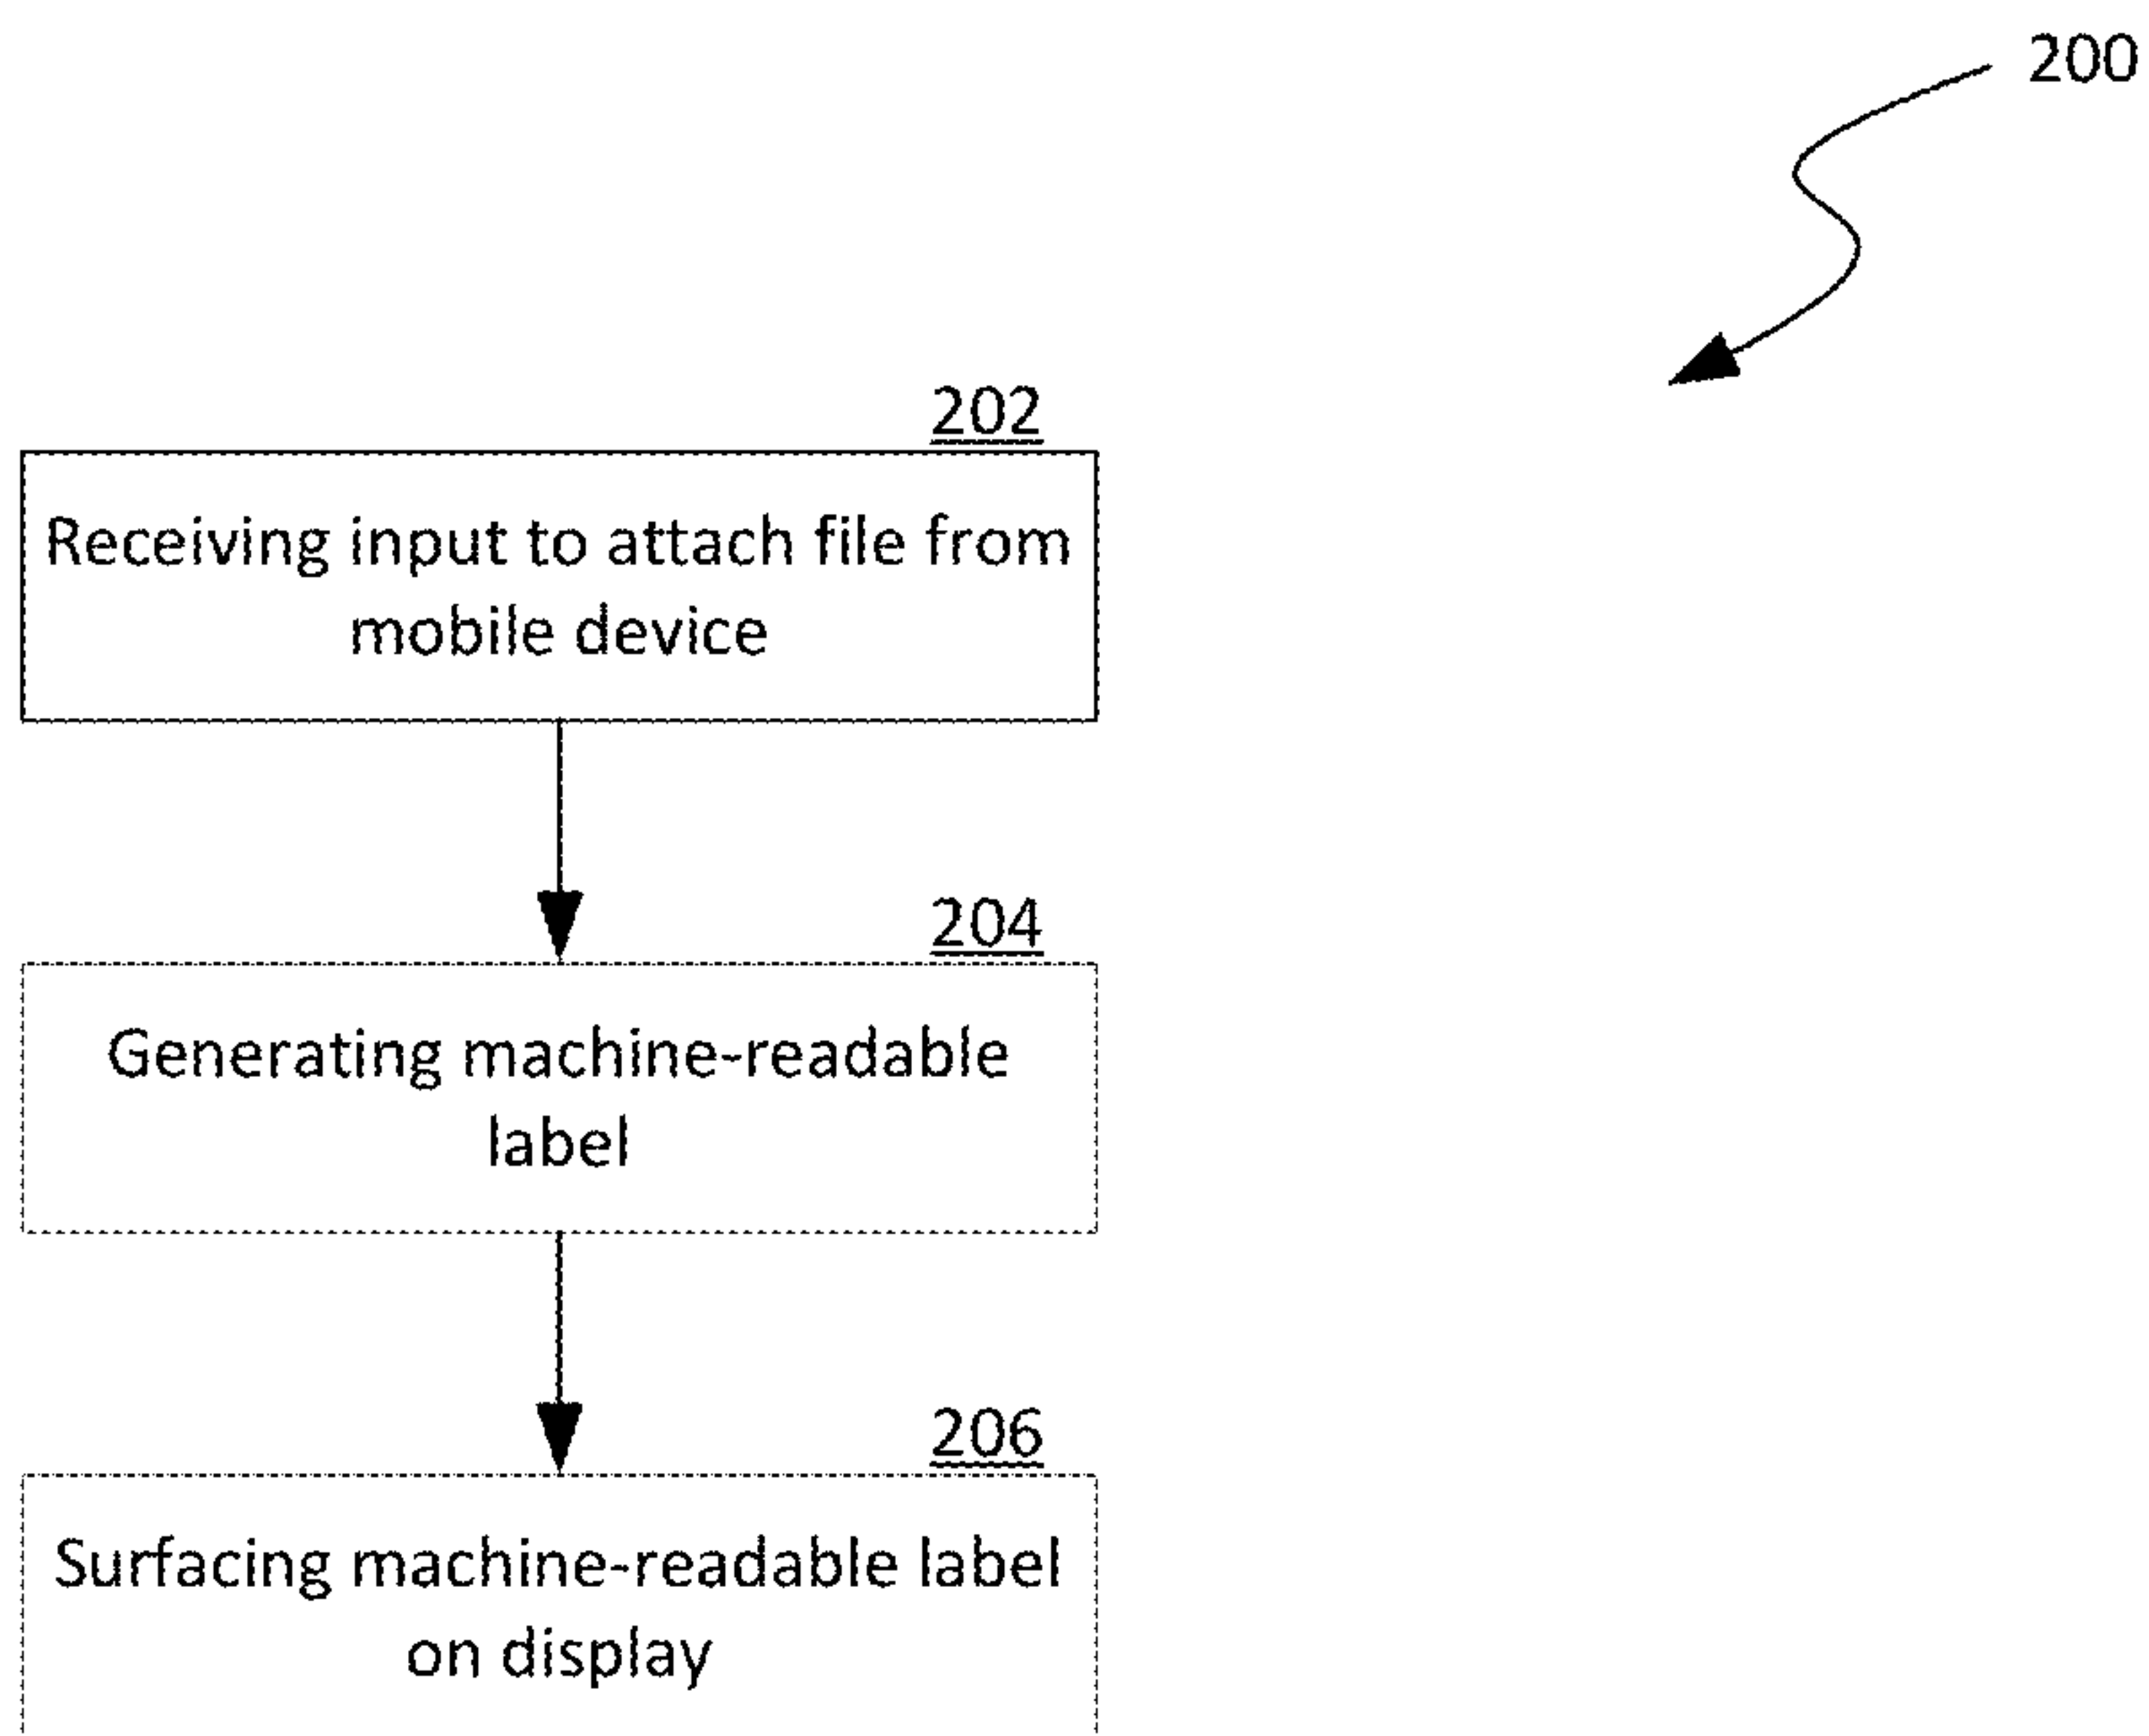 200
202
Receiving input to attach file from
mobile device
204
Generating machine-readable
label
206
Surfacing machine-readable label
on display